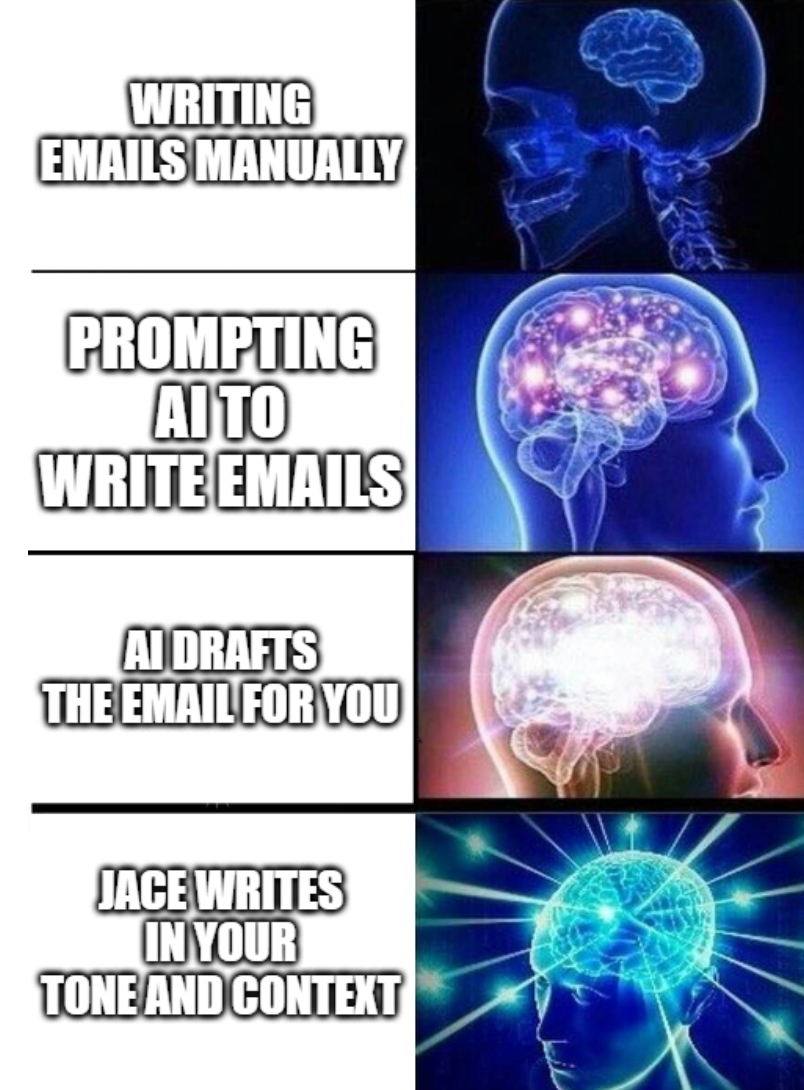 WRITING
EMAILS MANUALLY
PROMPTING
AI TO
WRITE EMAILS
AI DRAFTS
THE EMAIL FOR YOU
JACE WRITES
IN YOUR
TONE AND CONTEXT